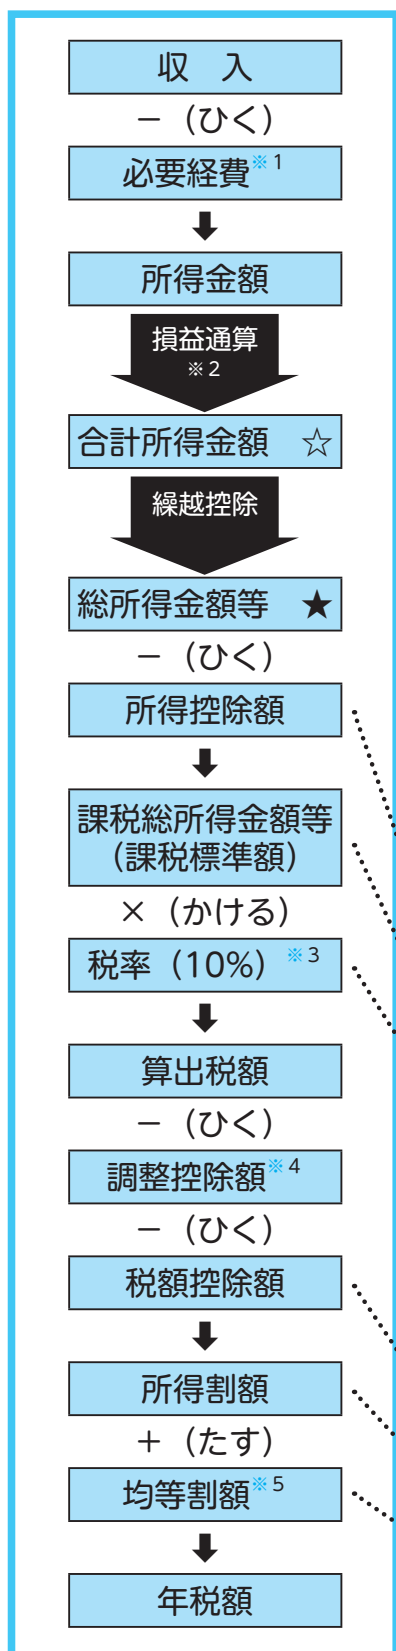 収　入
－（ひく）
必要経費※1
所得金額
損益通算
※2
合計所得金額　☆
繰越控除
総所得金額等　★
－（ひく）
所得控除額
課税総所得金額等
（課税標準額）
×（かける）
税率（10%）※3
算出税額
－（ひく）
調整控除額※4
－（ひく）
税額控除額
所得割額
＋（たす）
均等割額※5
年税額